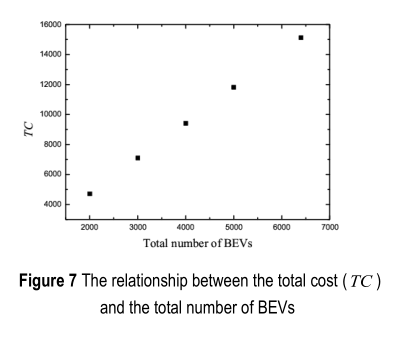 16000
14000
12000
10000
8000
6000
4000
TC
2000 3000 4000 5000 6000 7000
Total number of BEVs
Figure 7 The relationship between the total cost ( TC )
and the total number of BEVs